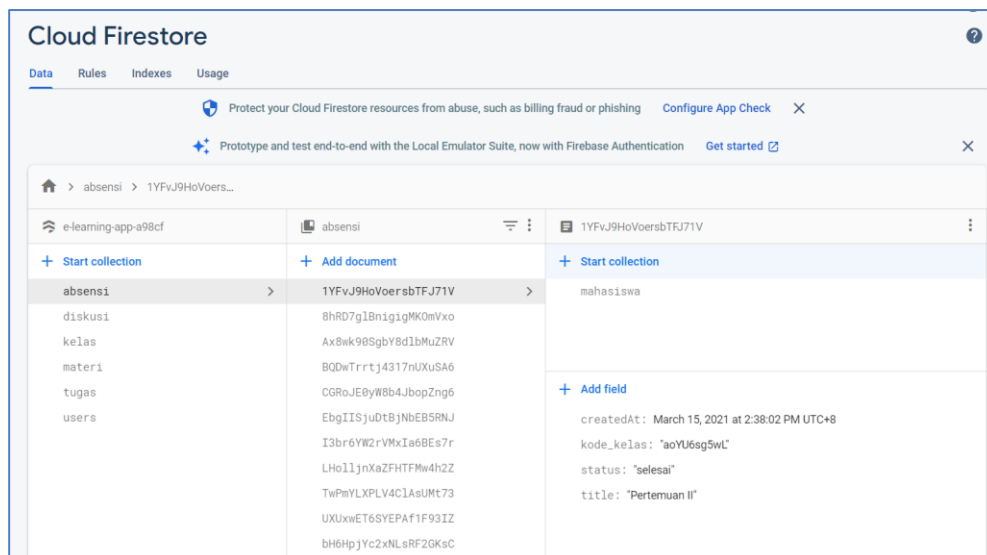 Cloud Firestore
Data Rules Indexes Usage
Protect your Cloud Firestore resources from abuse, such as billing fraud or phishing Configure App Check
Prototype and test end-to-end with the Local Emulator Suite, now with Firebase Authentication Get started
absensi > 1YFvJ9HoVoers...
e-learning-app-a98cf
+ Start collection
absensi
diskusi
kelas
materi
tugas
users
absensi
+ Add document
1YFvJ9HoVoersbTFJ71V
8hRD7glBnigigMKOmVxo
Ax8wk90SgbY8dlbMuZRV
BQDwTrrtj4317nUXuSA6
CGRoJE0yW8b4JbopZng6
EbgIISjuDtBjNbEB5RNJ
I3br6YW2rVMxIa6BEs7r
LHolljnXaZFHTFMw4h2Z
TwPmYLXPLV4ClAsUMt73
UXUxwET6SYEPAf1F93IZ
bH6HpjYc2xNLsRF2GKsC
1YFvJ9HoVoersbTFJ71V
+ Start collection
mahasiswa
+ Add field
createdAt: March 15, 2021 at 2:38:02 PM UTC+8
kode_kelas: "aoYU6sg5wL"
status: "selesai"
title: "Pertemuan II"